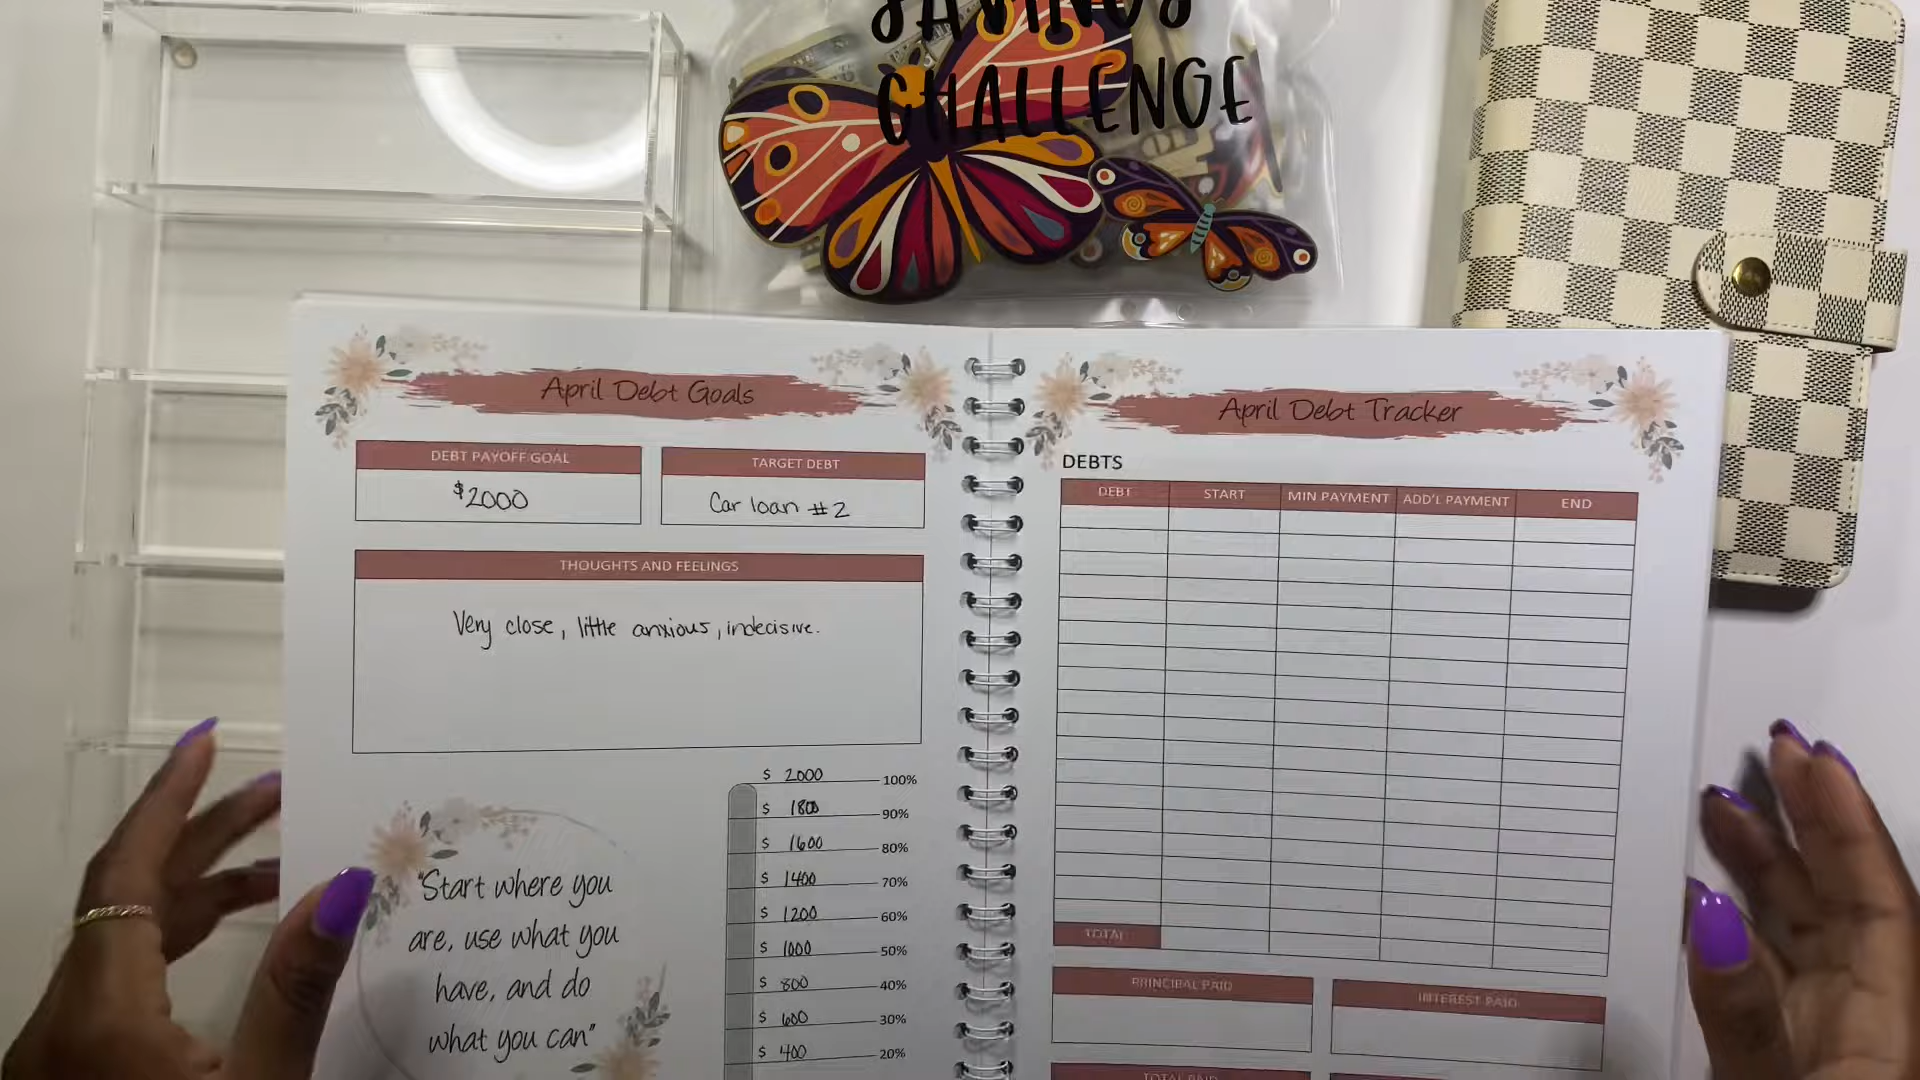 SAVINGS
CHALLENGE
April Debt Goals
DEBT PAYOFF GOAL
$2000
TARGET DEBT
Car loan #2
THOUGHTS AND FEELINGS
Very close, little anxious, indecisive.
$ 2000 100%
$ 1800 90%
$ 1600 80%
$ 1400 70%
$ 1200 60%
$ 1000 50%
$ 800 40%
$ 600 30%
$ 400 20%
"Start where you
are, use what you
have, and do
what you can"
April Debt Tracker
DEBTS
DEBT START MIN PAYMENT ADD'L PAYMENT END
TOTAL
PRINCIPAL PAID
INTEREST PAID
TOTAL PAID